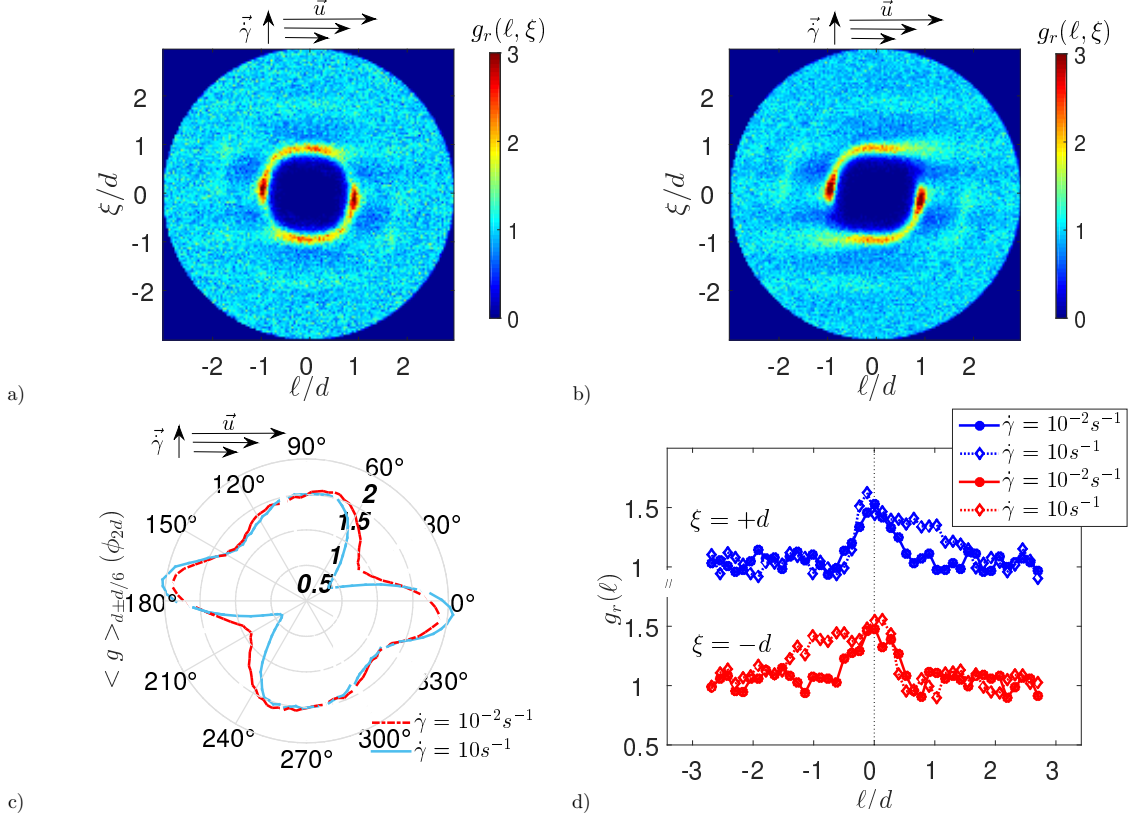 u⃗
γ̇⃗
g_r(ℓ, ξ)
3
2
1
0
2
1
0
-1
-2
ξ/d
-2 -1 0 1 2
ℓ/d
a)
u⃗
γ̇⃗
g_r(ℓ, ξ)
3
2
1
0
2
1
0
-1
-2
ξ/d
-2 -1 0 1 2
ℓ/d
b)
u⃗
γ̇⃗
90°
60°
120°
30°
150°
2
1.5
1
0.5
180°
0°
210°
330°
240°
300°
270°
< g >_{d±d/6} (ϕ_{2d})
γ̇ = 10^{-2}s^{-1}
γ̇ = 10s^{-1}
c)
γ̇ = 10^{-2}s^{-1}
γ̇ = 10s^{-1}
γ̇ = 10^{-2}s^{-1}
γ̇ = 10s^{-1}
1.5
ξ = +d
1
//
g_r(ℓ)
1.5
ξ = −d
1
0.5
-3 -2 -1 0 1 2 3
ℓ/d
d)